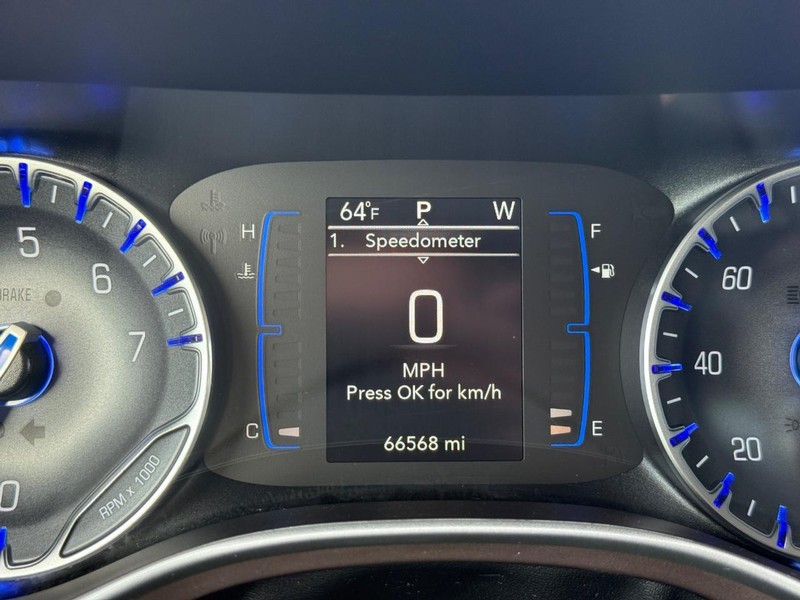 64°F P W
1. Speedometer
0
MPH
Press OK for km/h
66568 mi
H
C
F
E
5
6
7
0
RPM x 1000
60
40
20